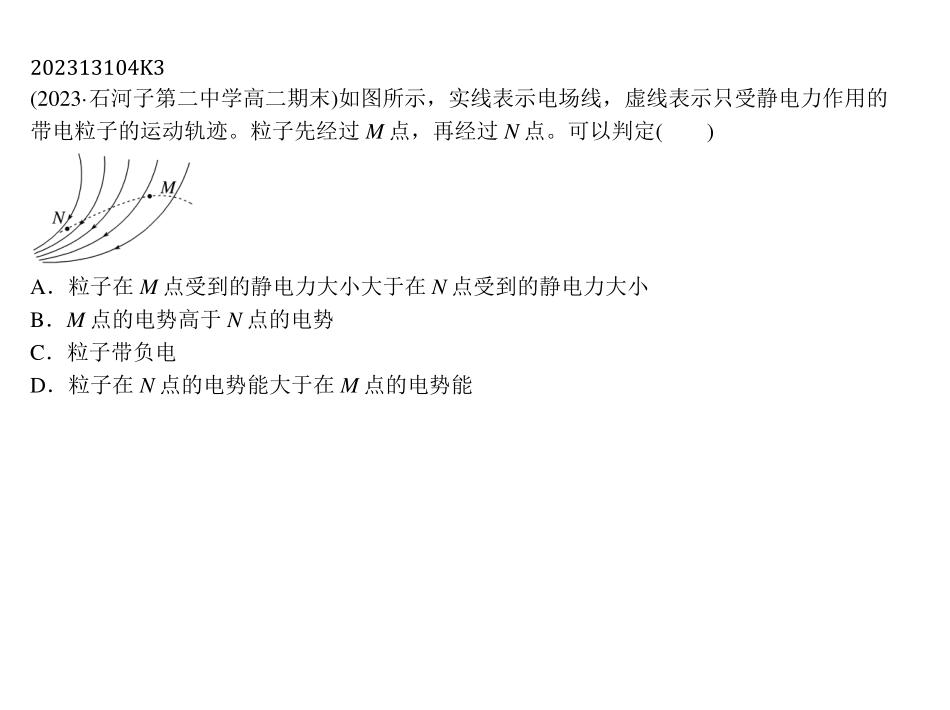 202313104K3
(2023·石河子第二中学高二期末)如图所示，实线表示电场线，虚线表示只受静电力作用的
带电粒子的运动轨迹。粒子先经过 M 点，再经过 N 点。可以判定(　　)
M
N
A．粒子在 M 点受到的静电力大小大于在 N 点受到的静电力大小
B．M 点的电势高于 N 点的电势
C．粒子带负电
D．粒子在 N 点的电势能大于在 M 点的电势能